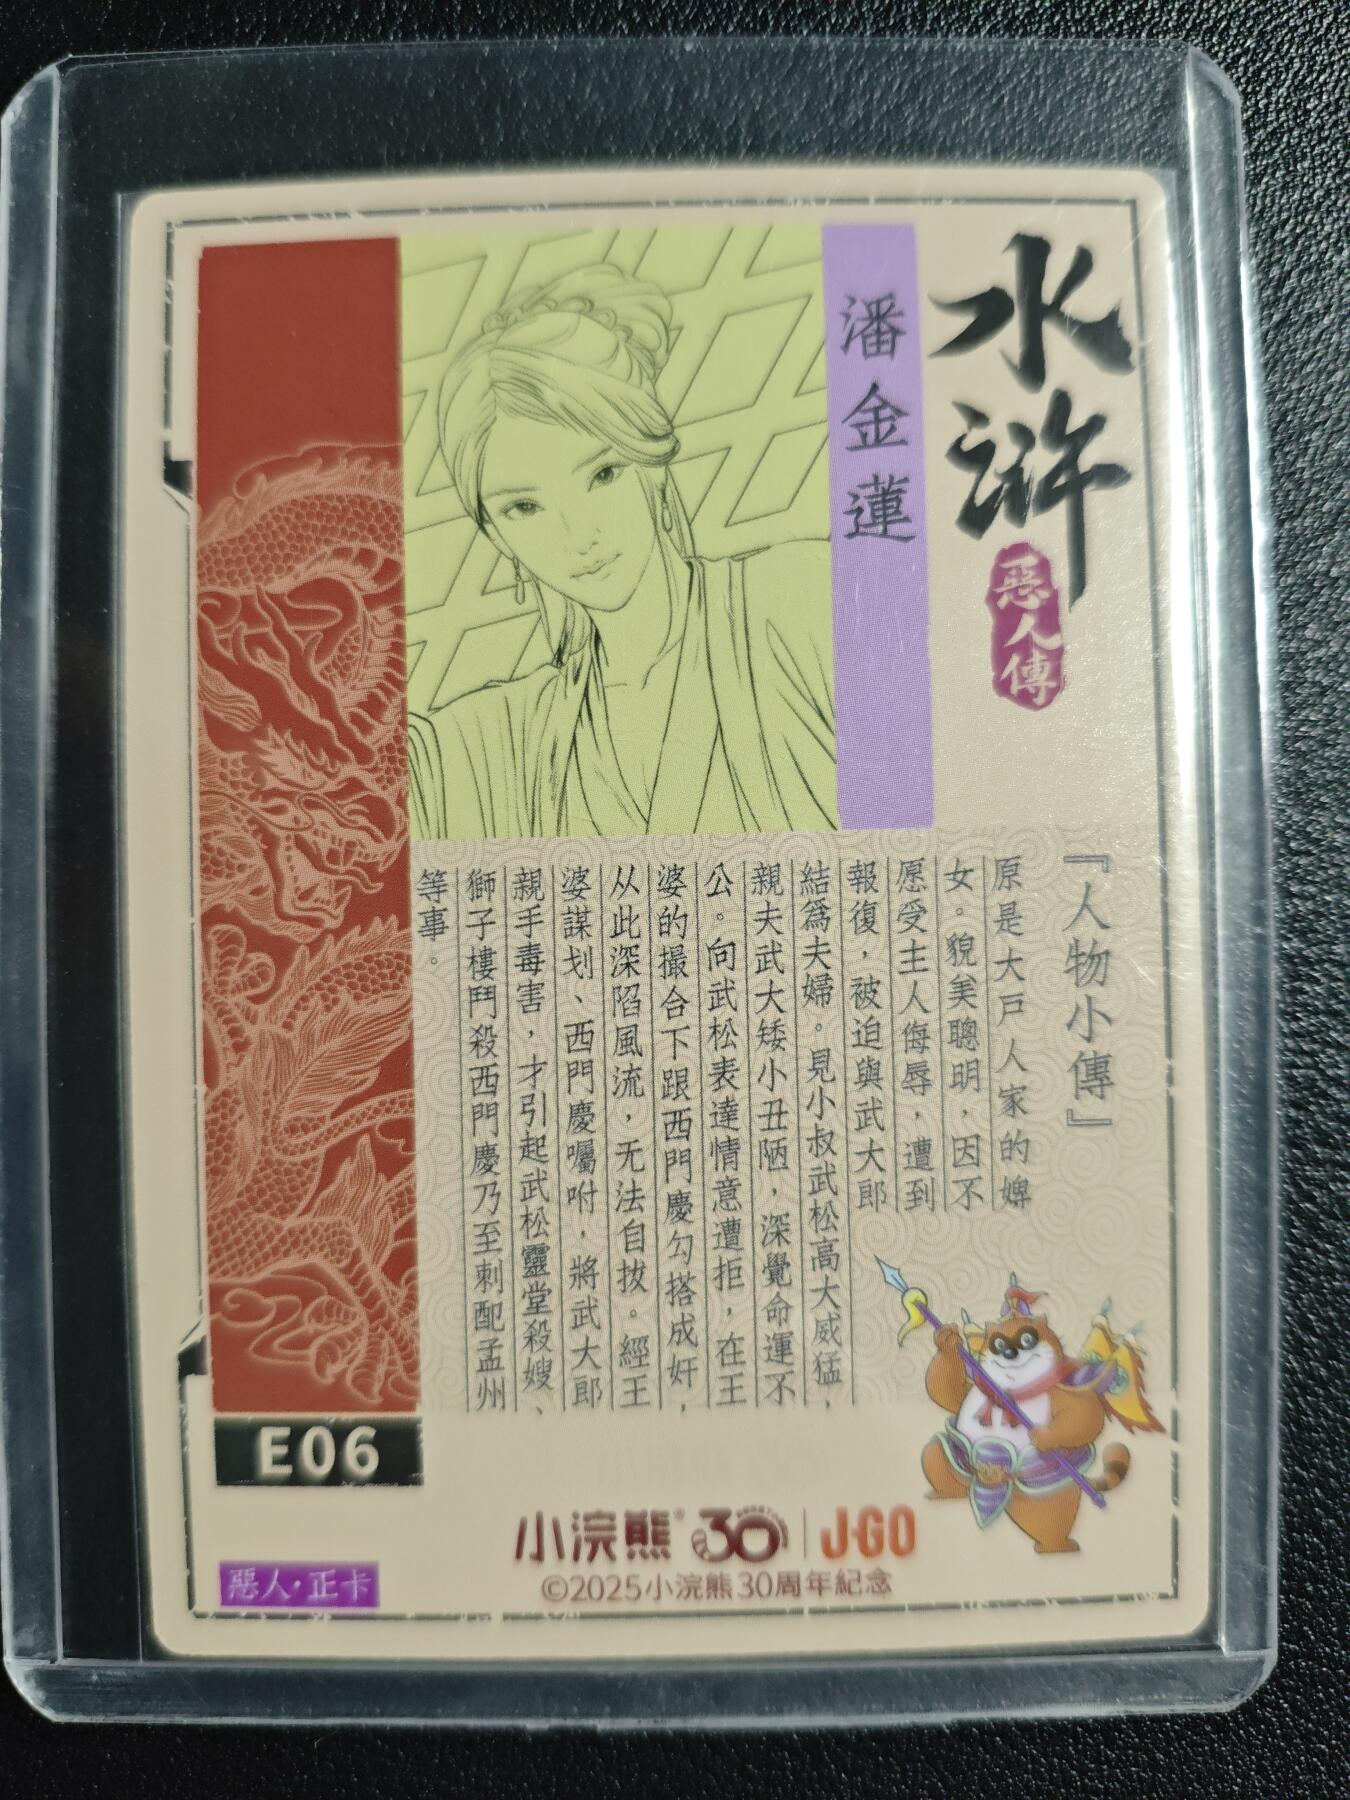 水滸
惡人傳
潘金蓮
『人物小傳』
原是大戸人家的婢
女。貌美聰明，因不
愿受主人侮辱，遭到
報復，被迫與武大郎
結爲夫婦。見小叔武松高大威猛，
親夫武大矮小丑陋，深覺命運不
公。向武松表達情意遭拒，在王
婆的撮合下跟西門慶勾搭成奸，
从此深陷風流，无法自拔。經王
婆謀划、西門慶囑咐，將武大郎
親手毒害，才引起武松靈堂殺嫂、
獅子樓鬥殺西門慶乃至刺配孟州
等事。
E06
惡人·正卡
小浣熊® 30 | J·GO
©2025小浣熊30周年紀念